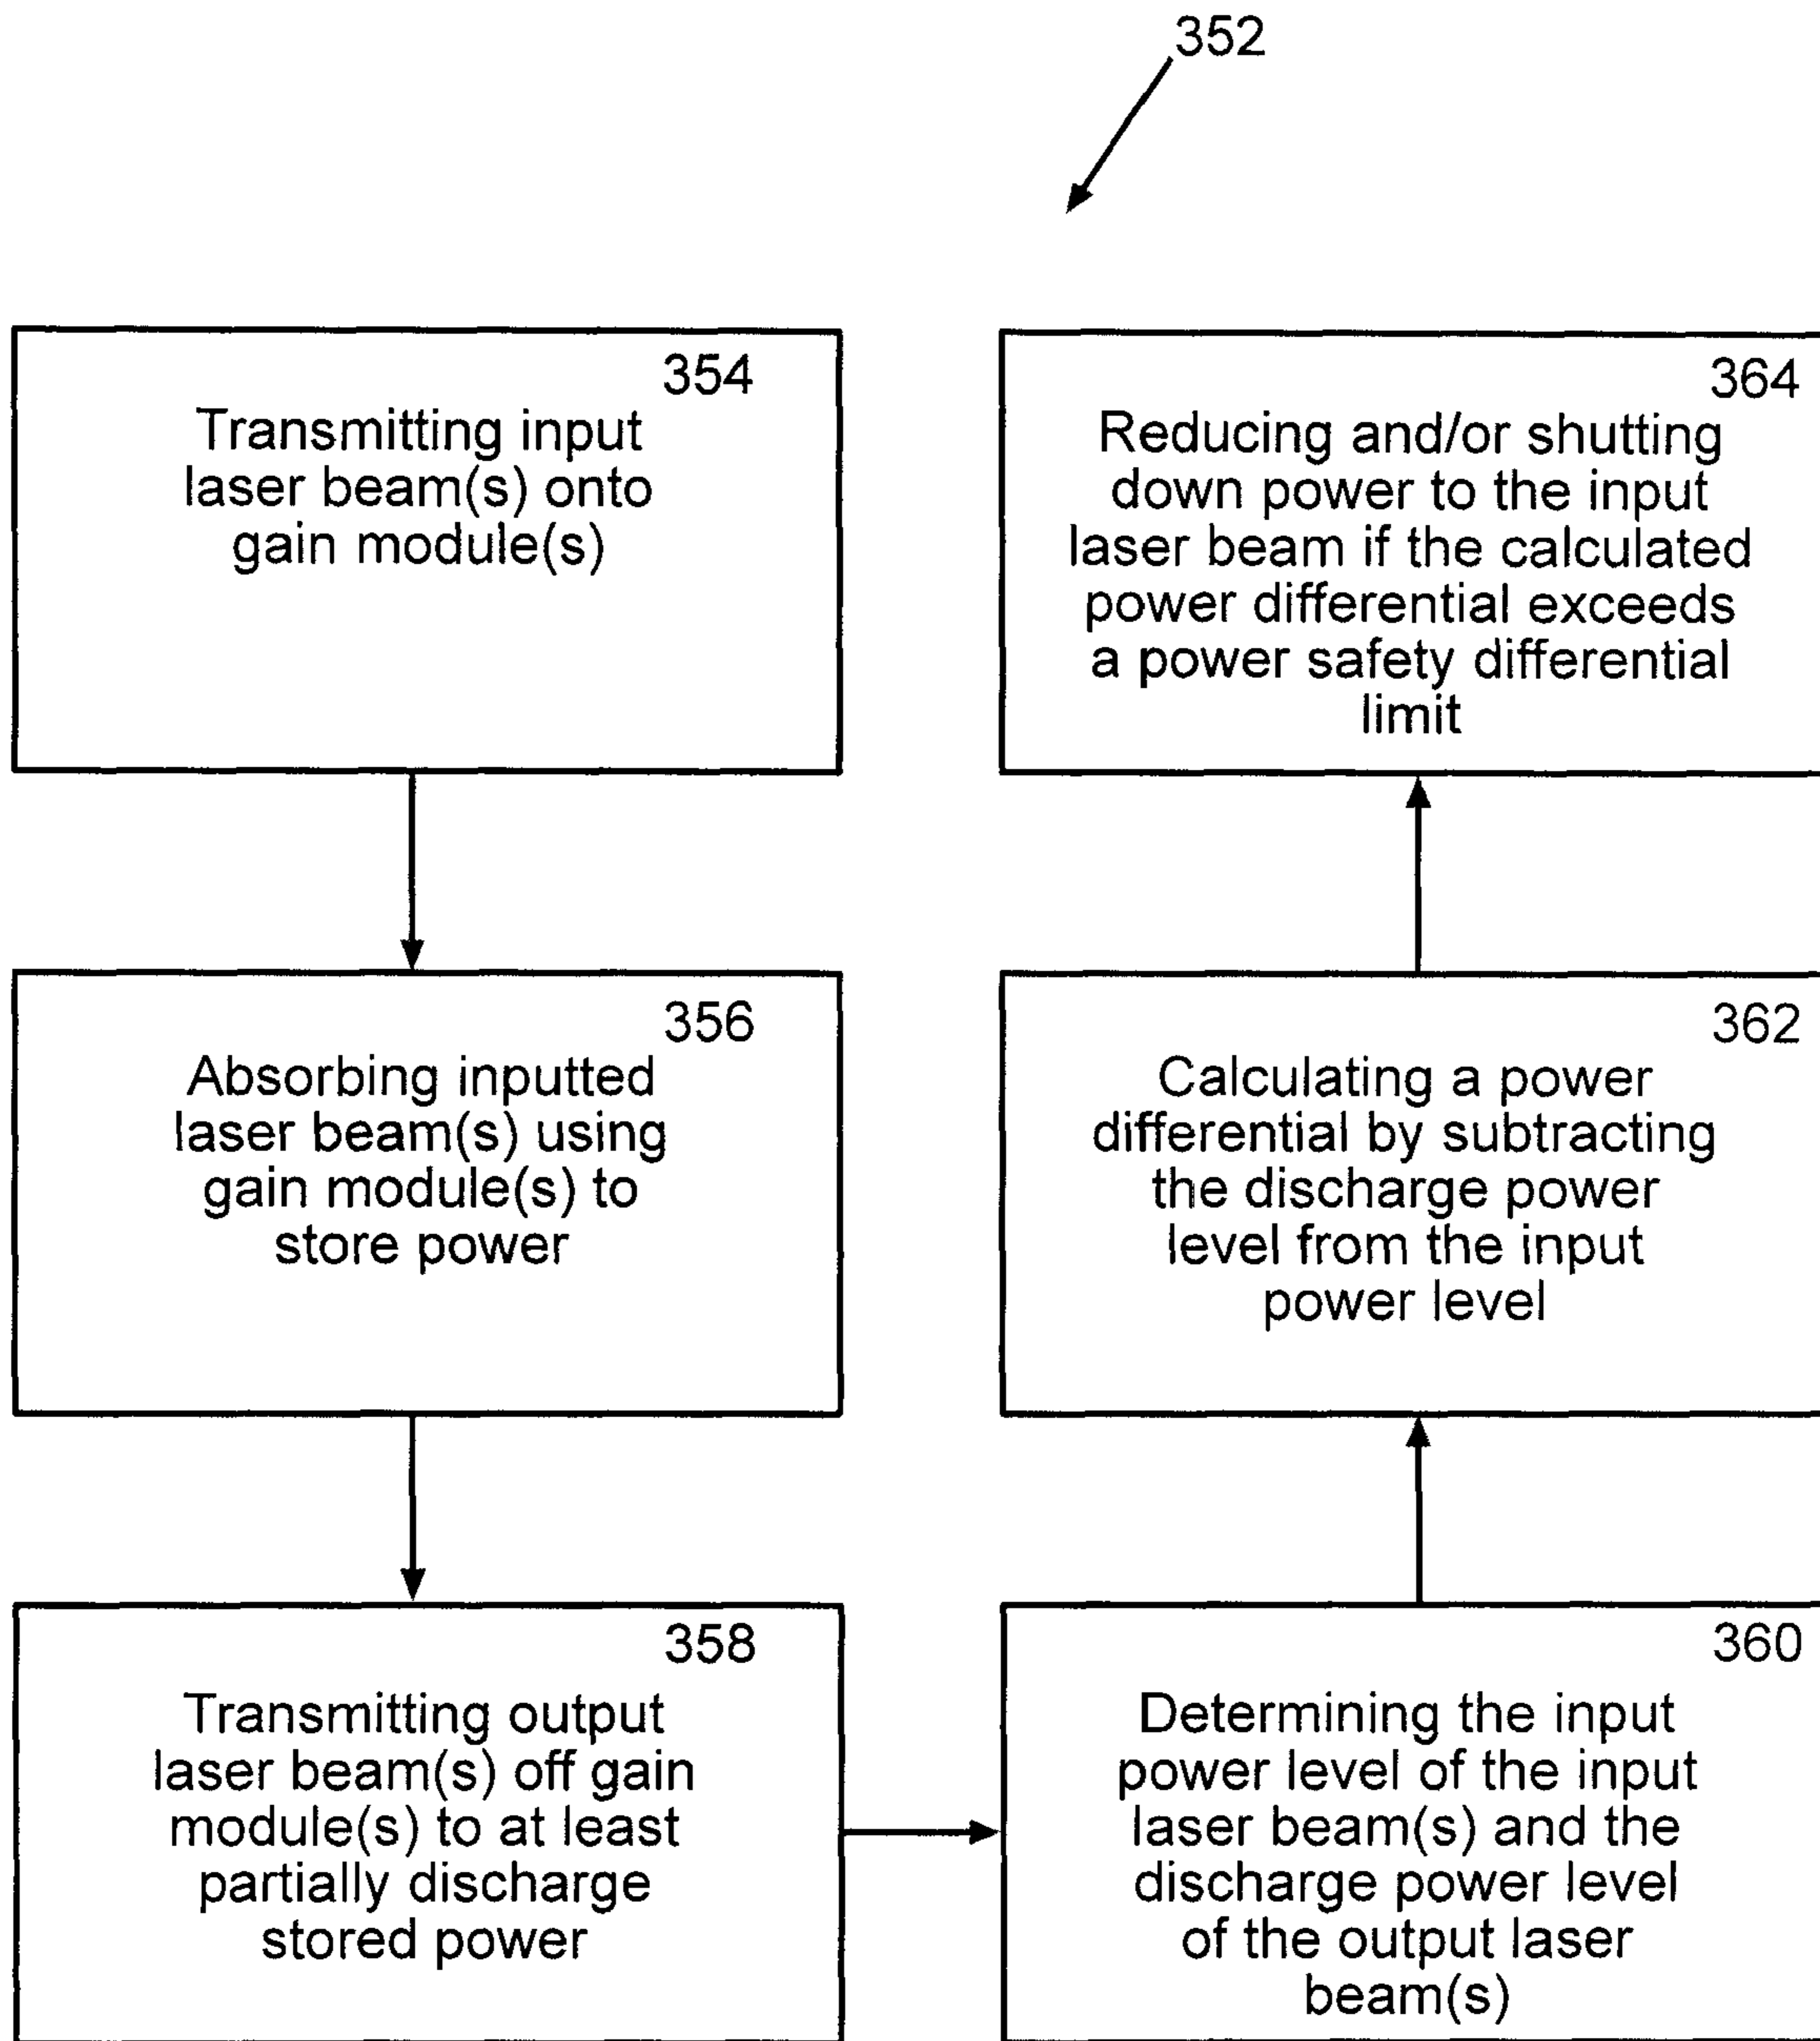 352
354
Transmitting input
laser beam(s) onto
gain module(s)
356
Absorbing inputted
laser beam(s) using
gain module(s) to
store power
358
Transmitting output
laser beam(s) off gain
module(s) to at least
partially discharge
stored power
360
Determining the input
power level of the input
laser beam(s) and the
discharge power level
of the output laser
beam(s)
362
Calculating a power
differential by subtracting
the discharge power
level from the input
power level
364
Reducing and/or shutting
down power to the input
laser beam if the calculated
power differential exceeds
a power safety differential
limit